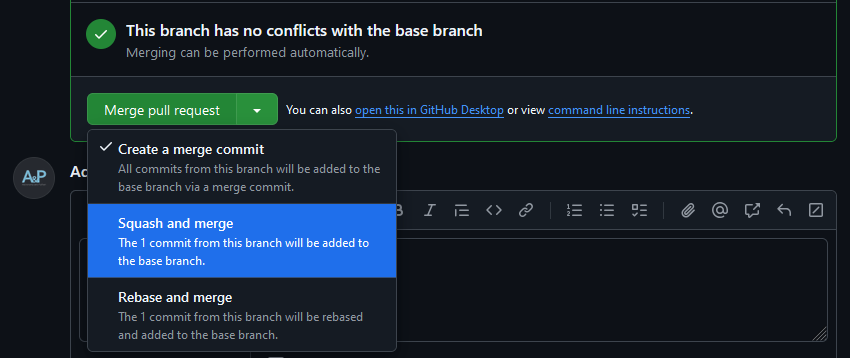 This branch has no conflicts with the base branch
Merging can be performed automatically.
Merge pull request
You can also open this in GitHub Desktop or view command line instructions.
Create a merge commit
All commits from this branch will be added to the
base branch via a merge commit.
A&P
Squash and merge
The 1 commit from this branch will be added to
the base branch.
Rebase and merge
The 1 commit from this branch will be rebased
and added to the base branch.